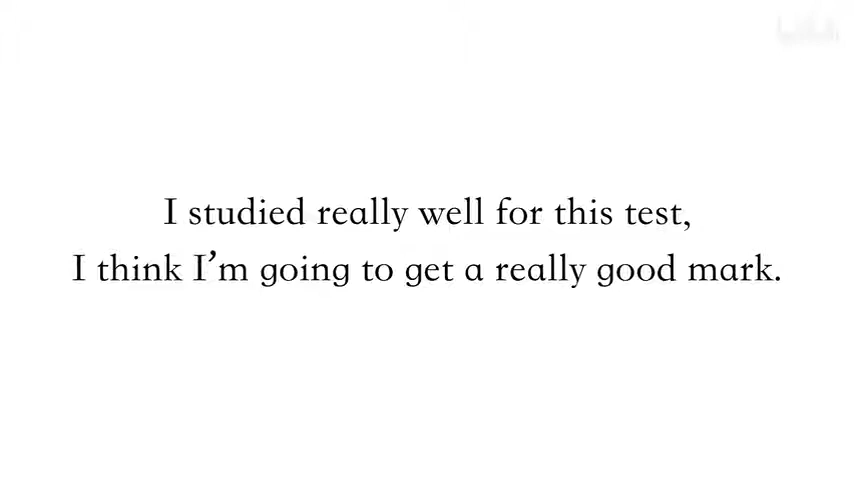 I studied really well for this test,
I think I'm going to get a really good mark.